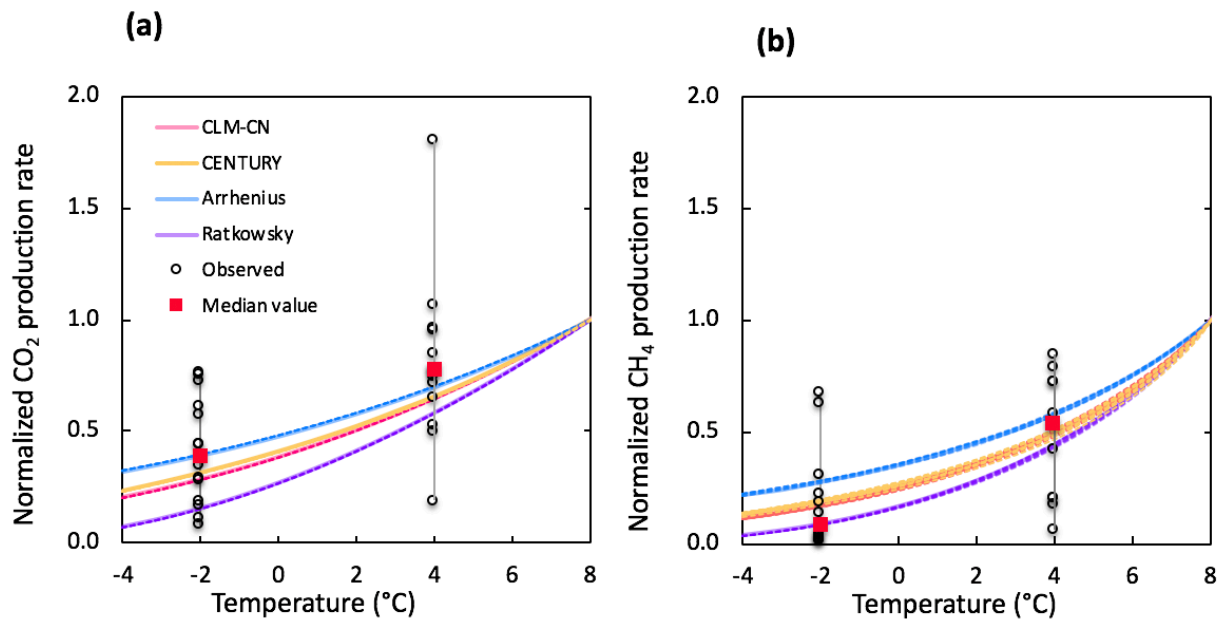 (a)
Normalized CO₂ production rate
2.0
1.5
1.0
0.5
0.0
CLM-CN
CENTURY
Arrhenius
Ratkowsky
Observed
Median value
-4 -2 0 2 4 6 8
Temperature (°C)
(b)
Normalized CH₄ production rate
2.0
1.5
1.0
0.5
0.0
-4 -2 0 2 4 6 8
Temperature (°C)